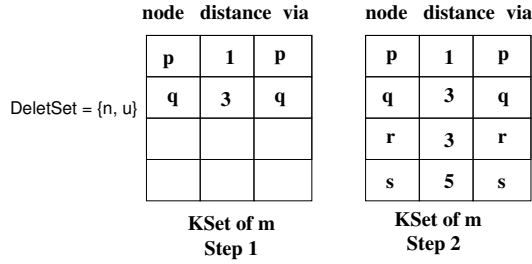 node distance via
p 1 p
q 3 q
DeletSet = {n, u}
KSet of m
Step 1
node distance via
p 1 p
q 3 q
r 3 r
s 5 s
KSet of m
Step 2